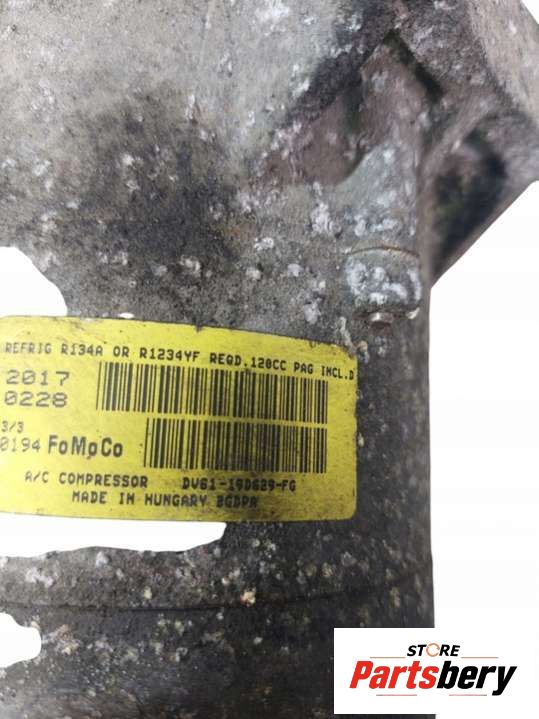 REFRIG R134A OR R1234YF REQD.120CC PAG INCL.D
2017
0228
3/3
0194 FoMoCo
A/C COMPRESSOR DV61-19D629-FG
MADE IN HUNGARY BGDPA
STORE
Partsbery